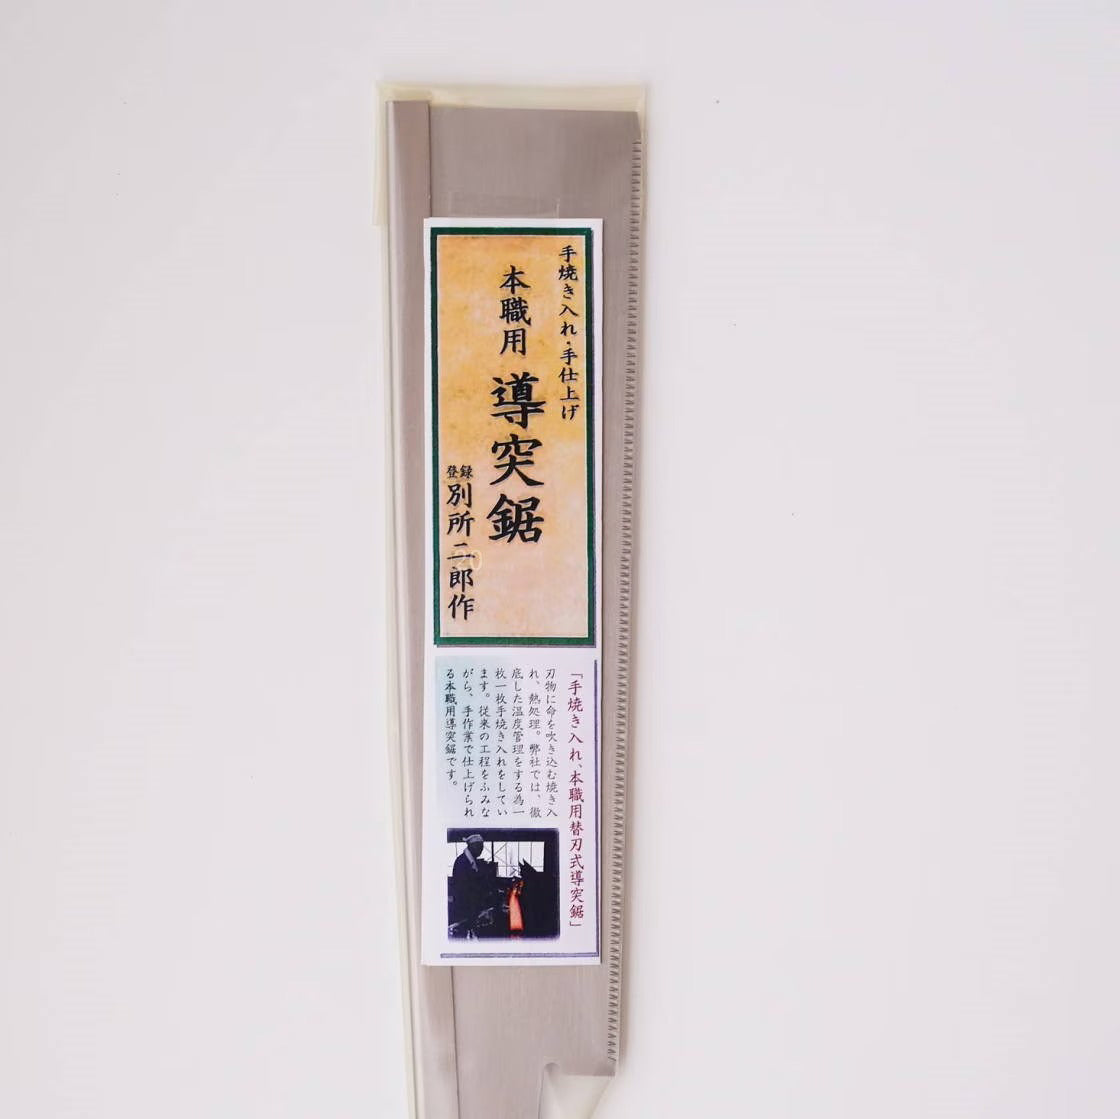 手焼き入れ・手仕上げ
本職用 導突鋸
登録
別所二郎作
20
「手焼き入れ、本職用替刃式導突鋸」
刃物に命を吹き込む焼き入
れ、熱処理。弊社では、徹
底した温度管理をする為一
枚一枚手焼き入れをしてい
ます。従来の工程をふみな
がら、手作業で仕上げられ
る本職用導突鋸です。